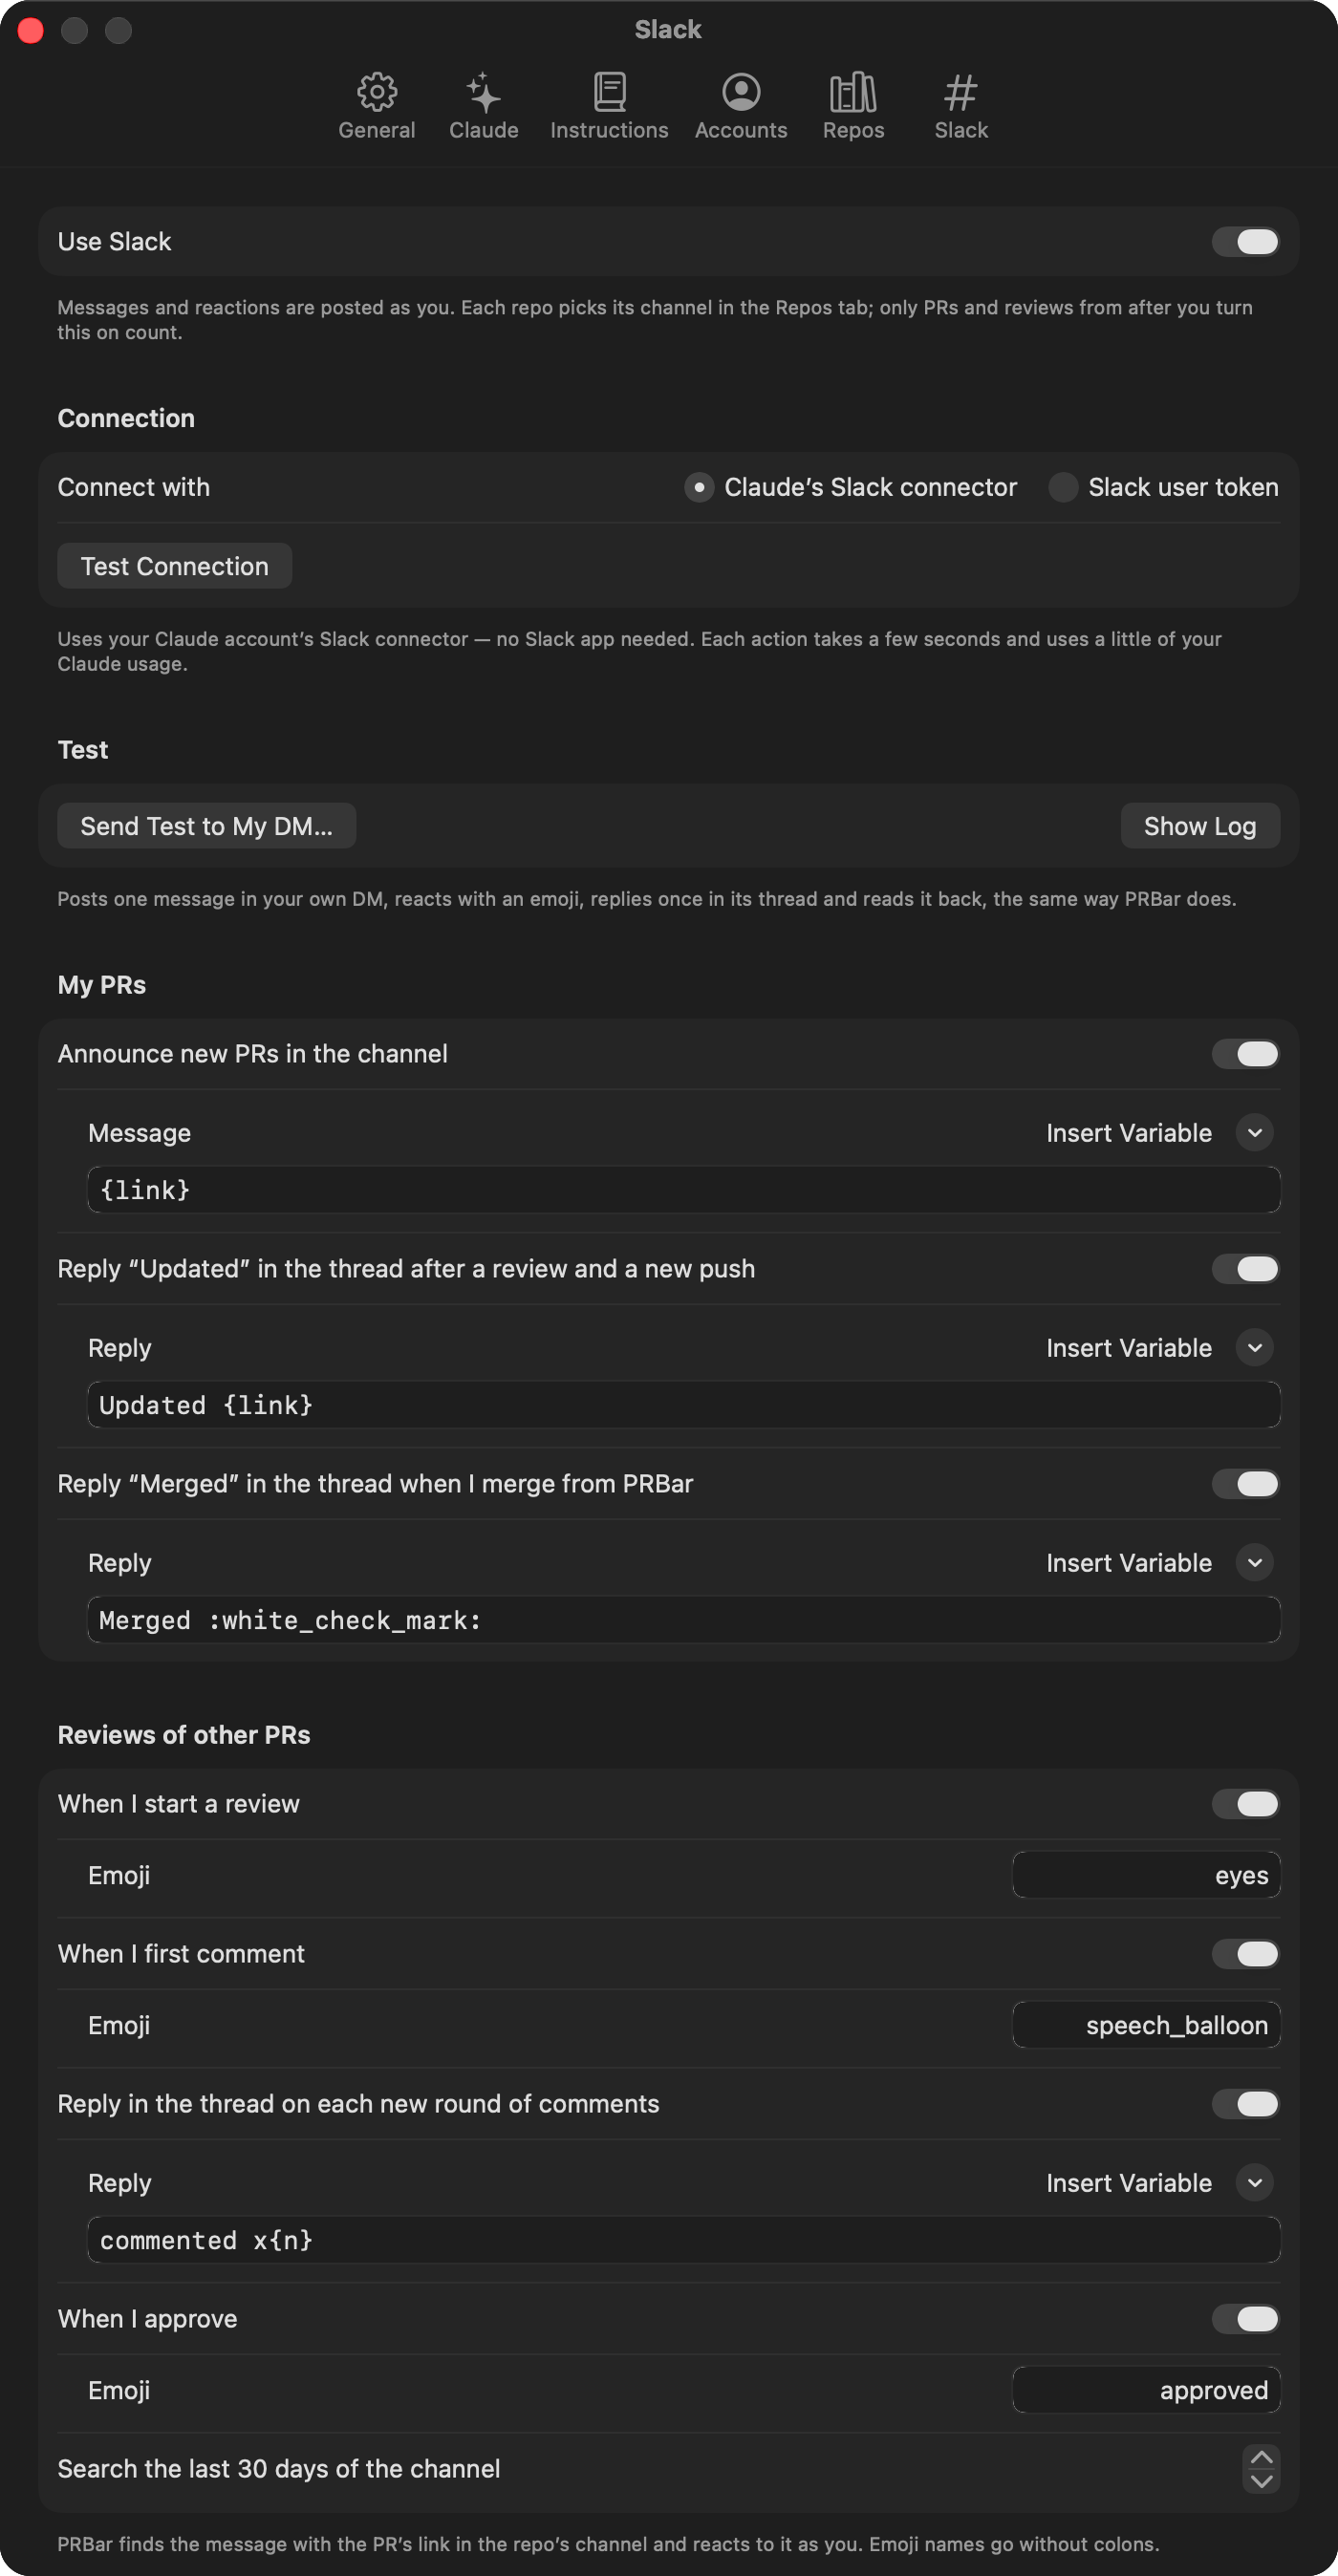 Slack
General
Claude
Instructions
Accounts
Repos
Slack
Use Slack
Messages and reactions are posted as you. Each repo picks its channel in the Repos tab; only PRs and reviews from after you turn
this on count.
Connection
Connect with
Claude’s Slack connector
Slack user token
Test Connection
Uses your Claude account’s Slack connector — no Slack app needed. Each action takes a few seconds and uses a little of your
Claude usage.
Test
Send Test to My DM...
Show Log
Posts one message in your own DM, reacts with an emoji, replies once in its thread and reads it back, the same way PRBar does.
My PRs
Announce new PRs in the channel
Message
Insert Variable
{link}
Reply “Updated” in the thread after a review and a new push
Reply
Insert Variable
Updated {link}
Reply “Merged” in the thread when I merge from PRBar
Reply
Insert Variable
Merged :white_check_mark:
Reviews of other PRs
When I start a review
Emoji
eyes
When I first comment
Emoji
speech_balloon
Reply in the thread on each new round of comments
Reply
Insert Variable
commented x{n}
When I approve
Emoji
approved
Search the last 30 days of the channel
PRBar finds the message with the PR’s link in the repo’s channel and reacts to it as you. Emoji names go without colons.